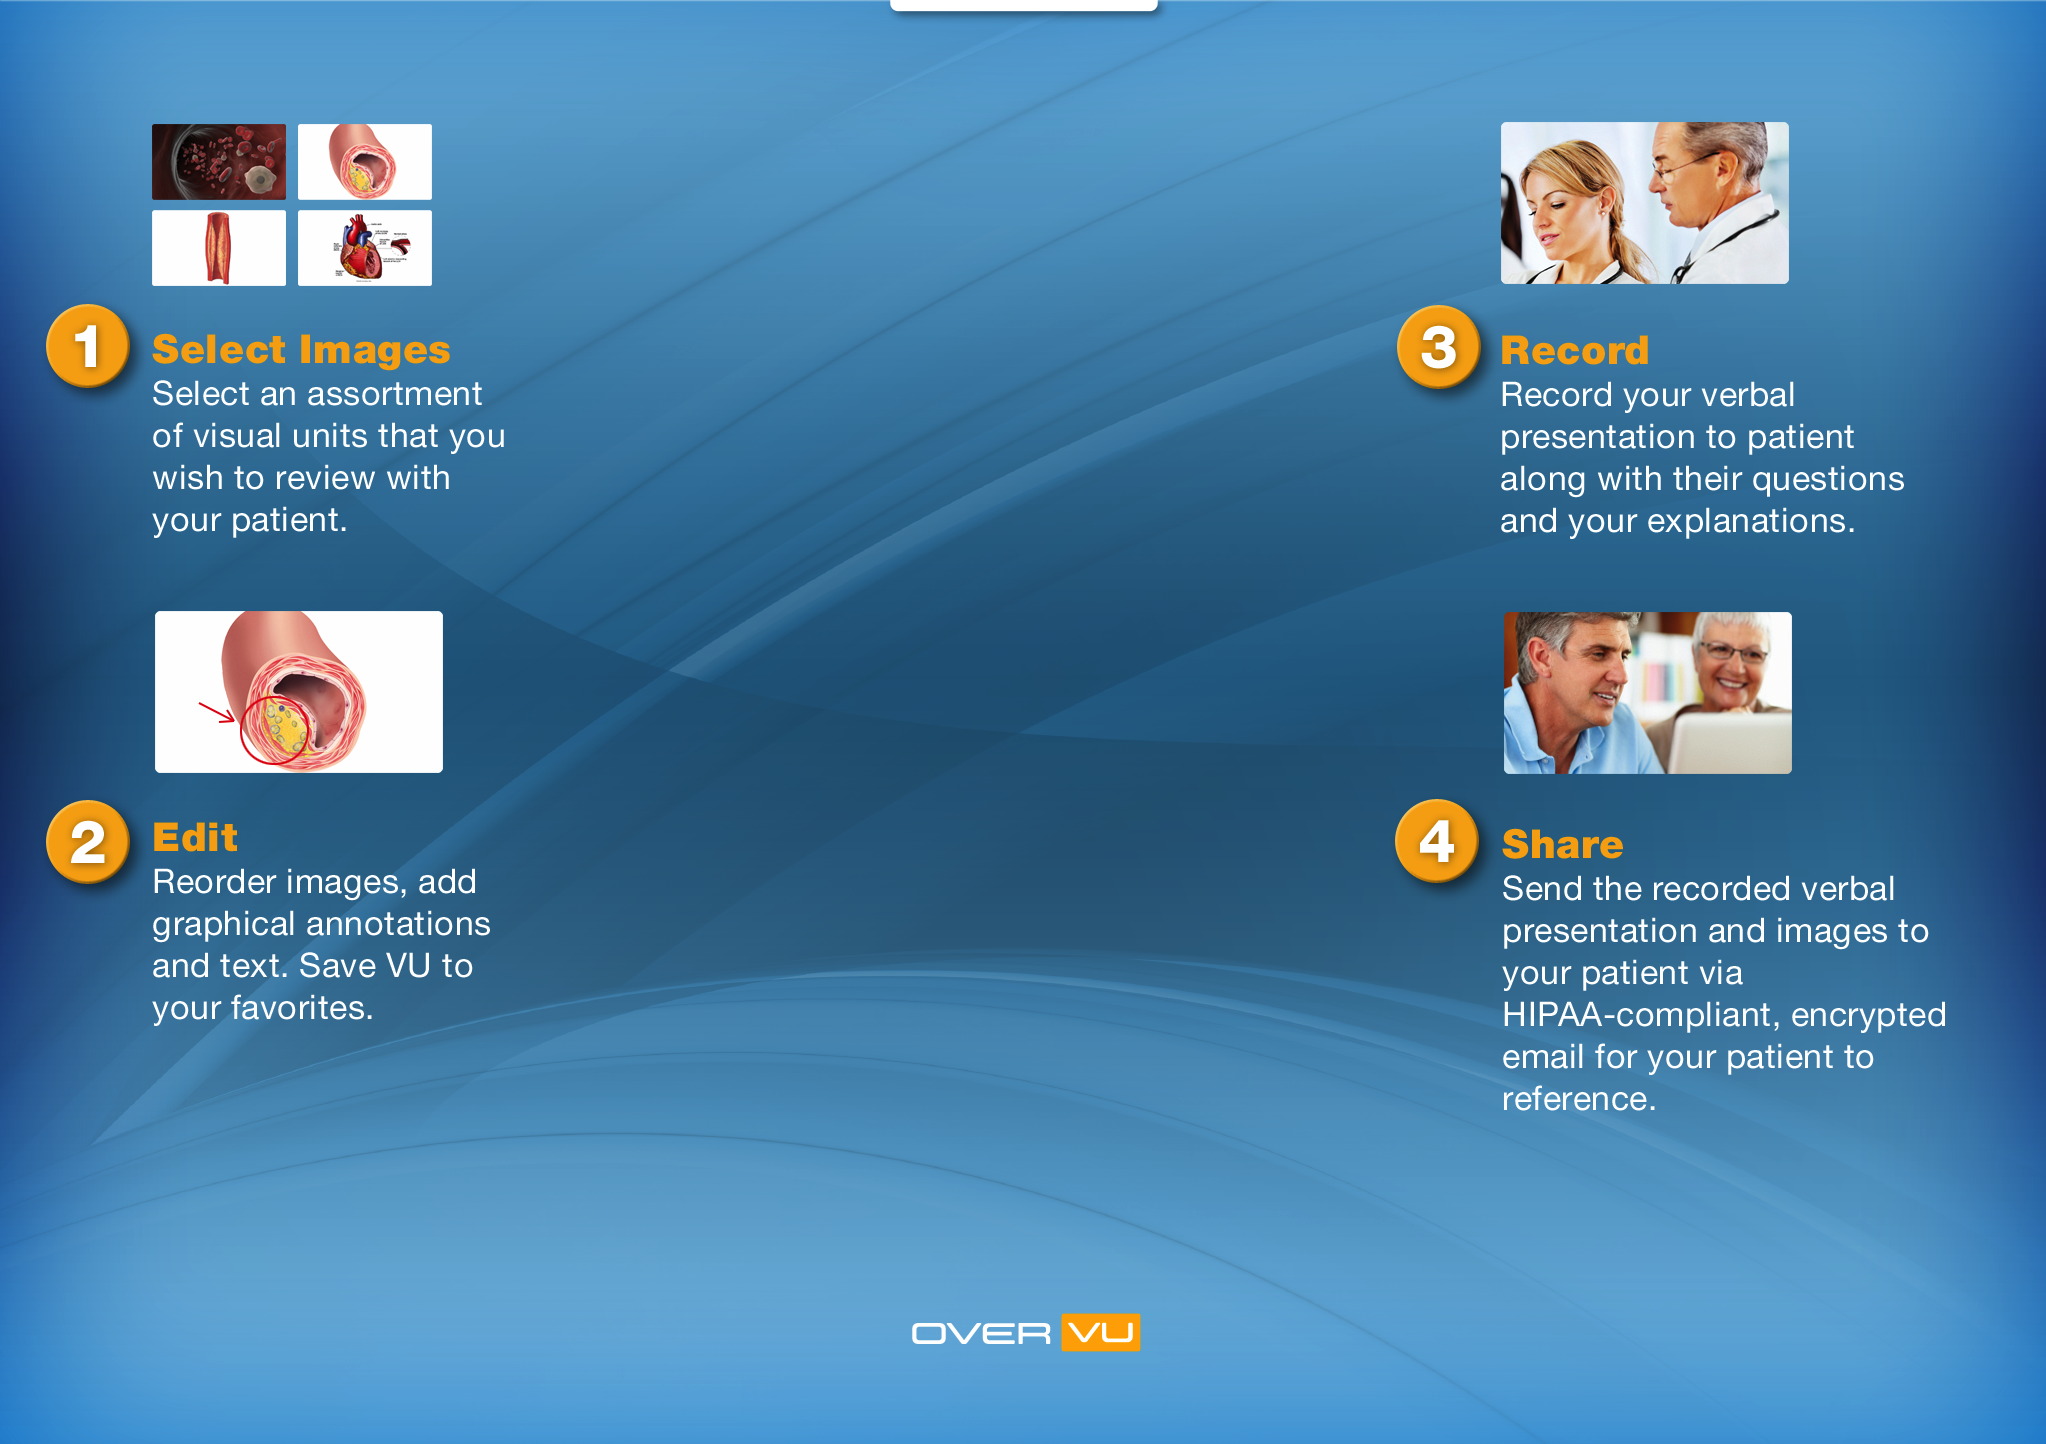 1
Select Images
Select an assortment
of visual units that you
wish to review with
your patient.
2
Edit
Reorder images, add
graphical annotations
and text. Save VU to
your favorites.
3
Record
Record your verbal
presentation to patient
along with their questions
and your explanations.
4
Share
Send the recorded verbal
presentation and images to
your patient via
HIPAA-compliant, encrypted
email for your patient to
reference.
OVER VU